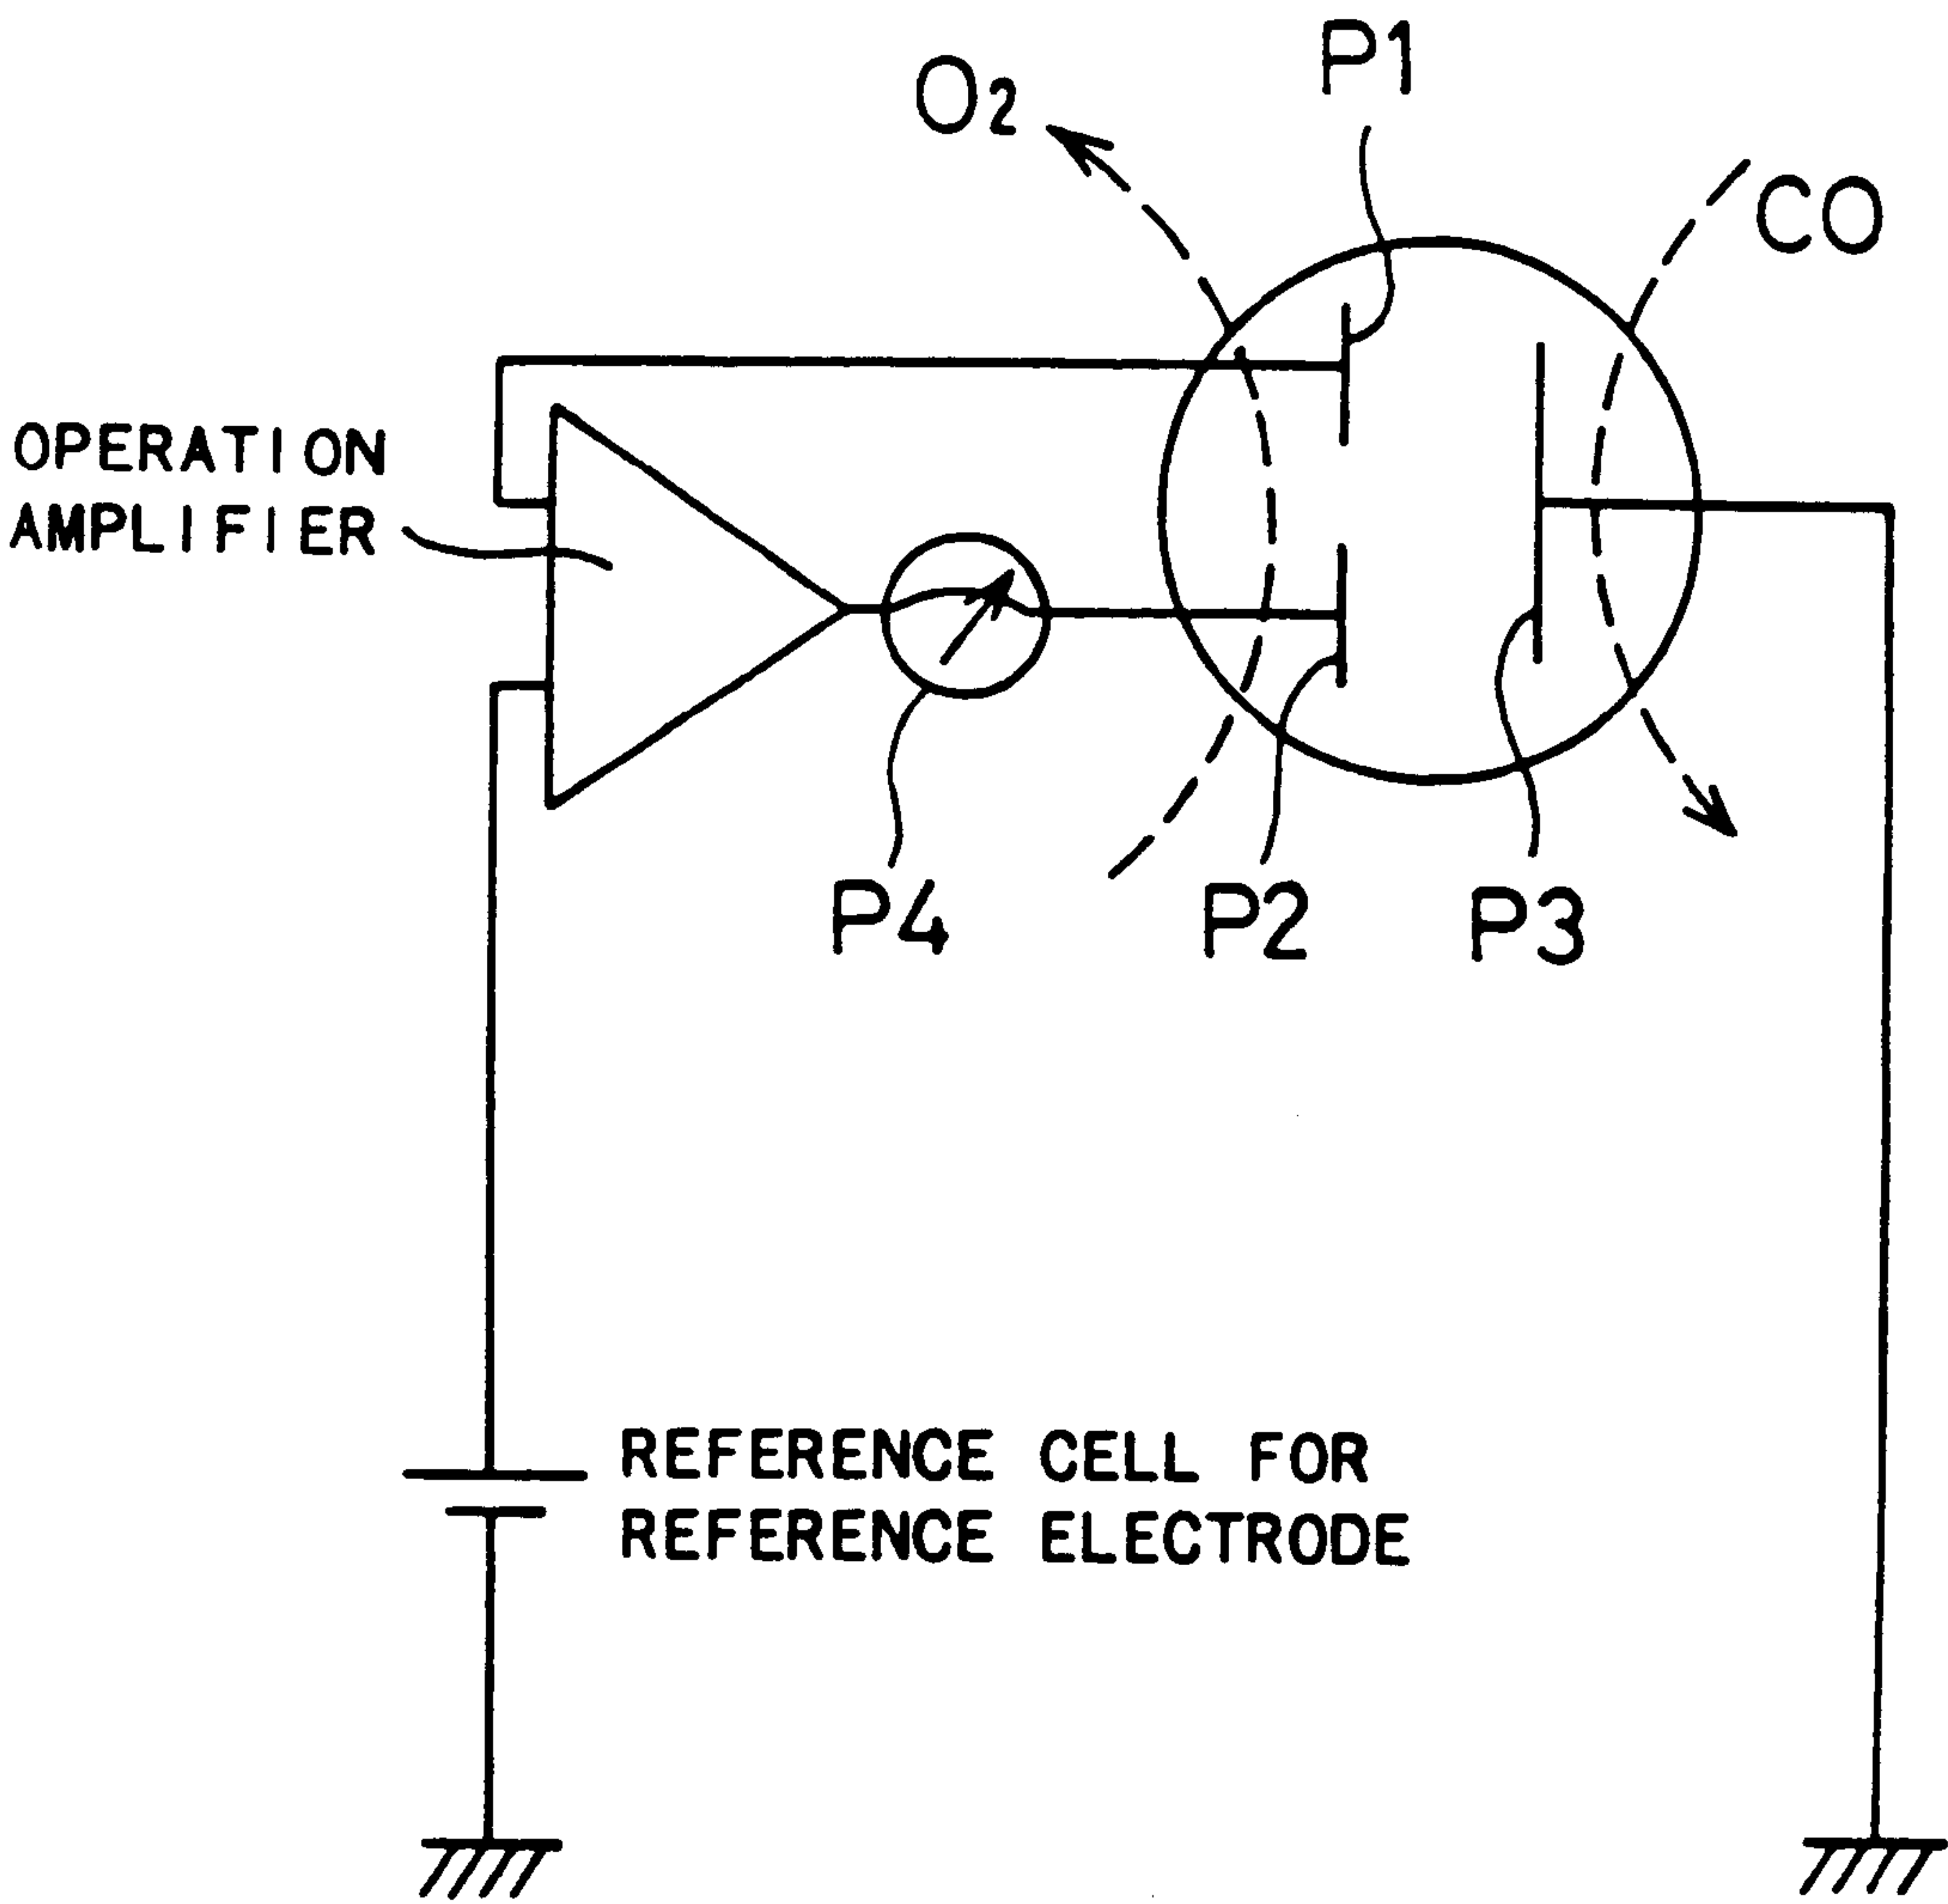 P1
O2
CO
OPERATION
AMPLIFIER
P4
P2
P3
REFERENCE CELL FOR
REFERENCE ELECTRODE